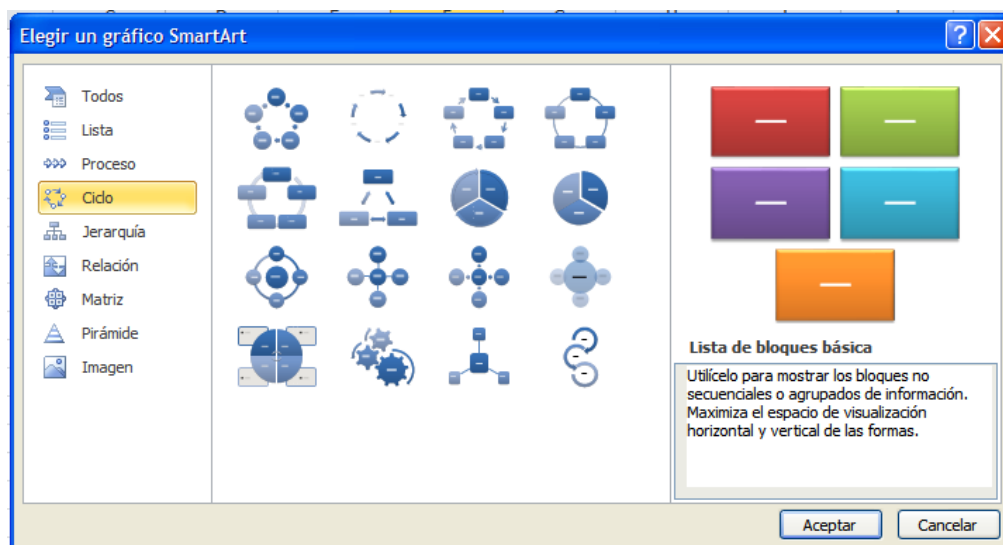 Elegir un gráfico SmartArt
Todos
Lista
Proceso
Ciclo
Jerarquía
Relación
Matriz
Pirámide
Imagen
Lista de bloques básica
Utilícelo para mostrar los bloques no
secuenciales o agrupados de información.
Maximiza el espacio de visualización
horizontal y vertical de las formas.
Aceptar
Cancelar